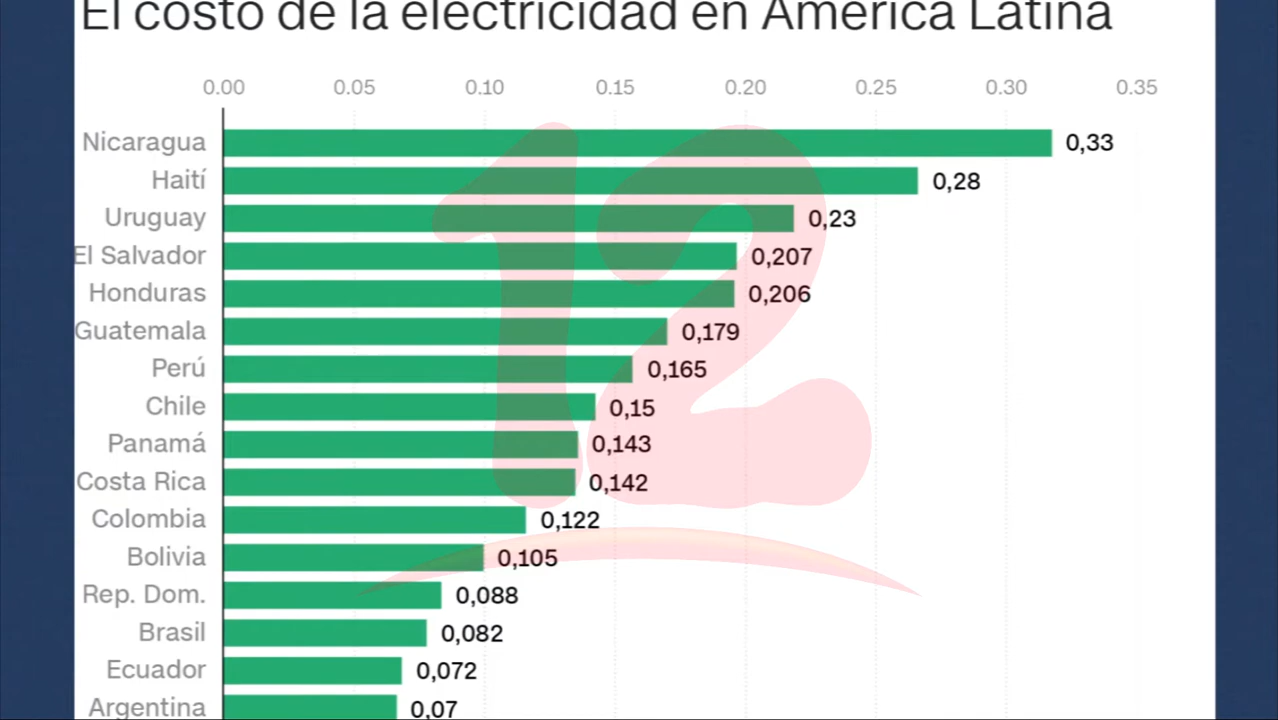 El costo de la electricidad en América Latina
0.00 0.05 0.10 0.15 0.20 0.25 0.30 0.35
Nicaragua 0,33
Haití 0,28
Uruguay 0,23
El Salvador 0,207
Honduras 0,206
Guatemala 0,179
Perú 0,165
Chile 0,15
Panamá 0,143
Costa Rica 0,142
Colombia 0,122
Bolivia 0,105
Rep. Dom. 0,088
Brasil 0,082
Ecuador 0,072
Argentina 0,07
12